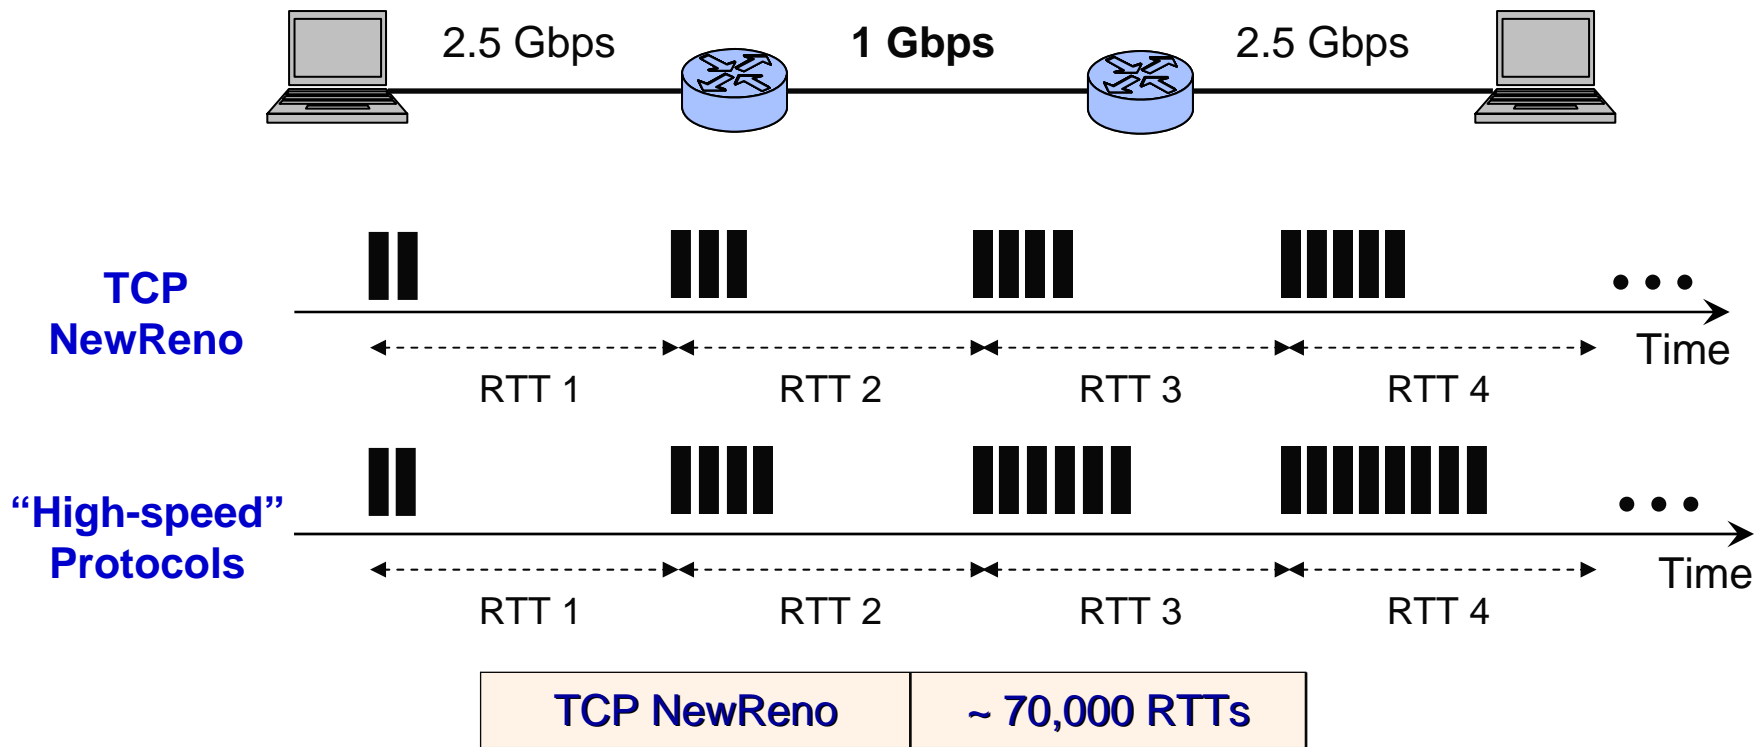 2.5 Gbps 1 Gbps 2.5 Gbps
TCP
NewReno
Time
RTT 1 RTT 2 RTT 3 RTT 4
“High-speed”
Protocols
Time
RTT 1 RTT 2 RTT 3 RTT 4
TCP NewReno ~ 70,000 RTTs